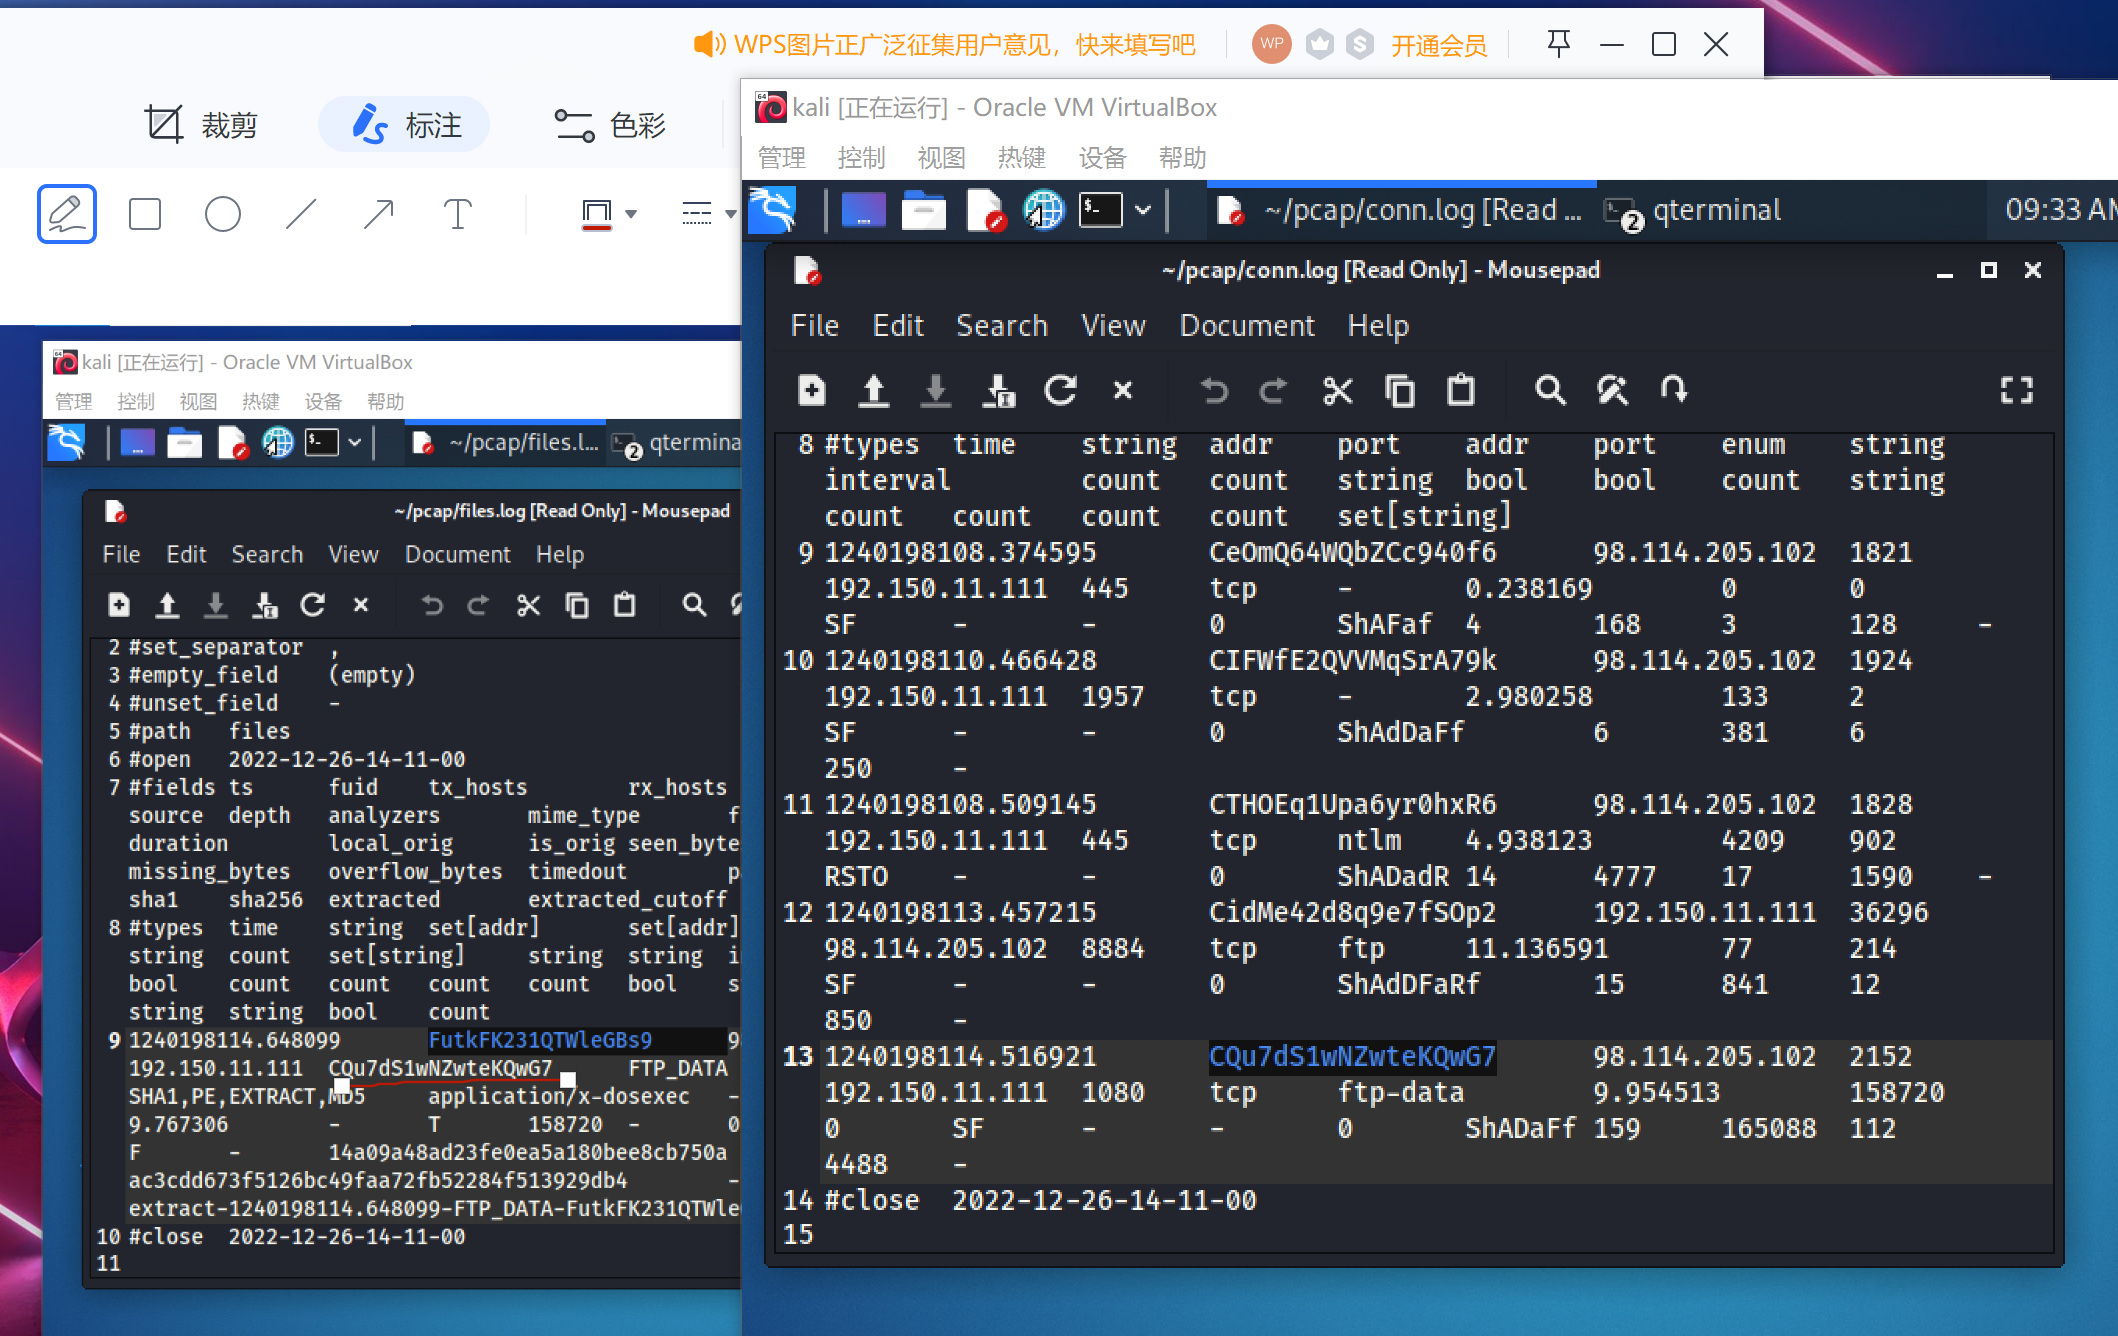 WPS图片正广泛征集用户意见，快来填写吧 WP S 开通会员
裁剪 标注 色彩
T
64 kali [正在运行] - Oracle VM VirtualBox
管理 控制 视图 热键 设备 帮助
~/pcap/conn.log [Read ... 2 qterminal 09:33 AM
~/pcap/conn.log [Read Only] - Mousepad
File Edit Search View Document Help
8 #types time string addr port addr port enum string
interval count count string bool bool count string
count count count count set[string]
9 1240198108.374595 CeOmQ64WQbZCc940f6 98.114.205.102 1821
192.150.11.111 445 tcp - 0.238169 0 0
SF - - 0 ShAFaf 4 168 3 128 -
10 1240198110.466428 CIFWfE2QVVMqSrA79k 98.114.205.102 1924
192.150.11.111 1957 tcp - 2.980258 133 2
SF - - 0 ShAdDaFf 6 381 6
250 -
11 1240198108.509145 CTHOEq1Upa6yr0hxR6 98.114.205.102 1828
192.150.11.111 445 tcp ntlm 4.938123 4209 902
RSTO - - 0 ShADadR 14 4777 17 1590 -
12 1240198113.457215 CidMe42d8q9e7fSOp2 192.150.11.111 36296
98.114.205.102 8884 tcp ftp 11.136591 77 214
SF - - 0 ShAdDFaRf 15 841 12
850 -
13 1240198114.516921 CQu7dS1wNZwteKQwG7 98.114.205.102 2152
192.150.11.111 1080 tcp ftp-data 9.954513 158720
0 SF - - 0 ShADaFf 159 165088 112
4488 -
14 #close 2022-12-26-14-11-00
15
kali [正在运行] - Oracle VM VirtualBox
管理 控制 视图 热键 设备 帮助
~/pcap/files.l... 2 qtermina
~/pcap/files.log [Read Only] - Mousepad
File Edit Search View Document Help
2 #set_separator ,
3 #empty_field (empty)
4 #unset_field -
5 #path files
6 #open 2022-12-26-14-11-00
7 #fields ts fuid tx_hosts rx_hosts
source depth analyzers mime_type f
duration local_orig is_orig seen_byte
missing_bytes overflow_bytes timedout p
sha1 sha256 extracted extracted_cutoff
8 #types time string set[addr] set[addr]
string count set[string] string string i
bool count count count count bool s
string string bool count
9 1240198114.648099 FutkFK231QTWleGBs9 9
192.150.11.111 CQu7dS1wNZwteKQwG7 FTP_DATA
SHA1,PE,EXTRACT,MD5 application/x-dosexec -
9.767306 - T 158720 - 0
F - 14a09a48ad23fe0ea5a180bee8cb750a
ac3cdd673f5126bc49faa72fb52284f513929db4 -
extract-1240198114.648099-FTP_DATA-FutkFK231QTWle
10 #close 2022-12-26-14-11-00
11